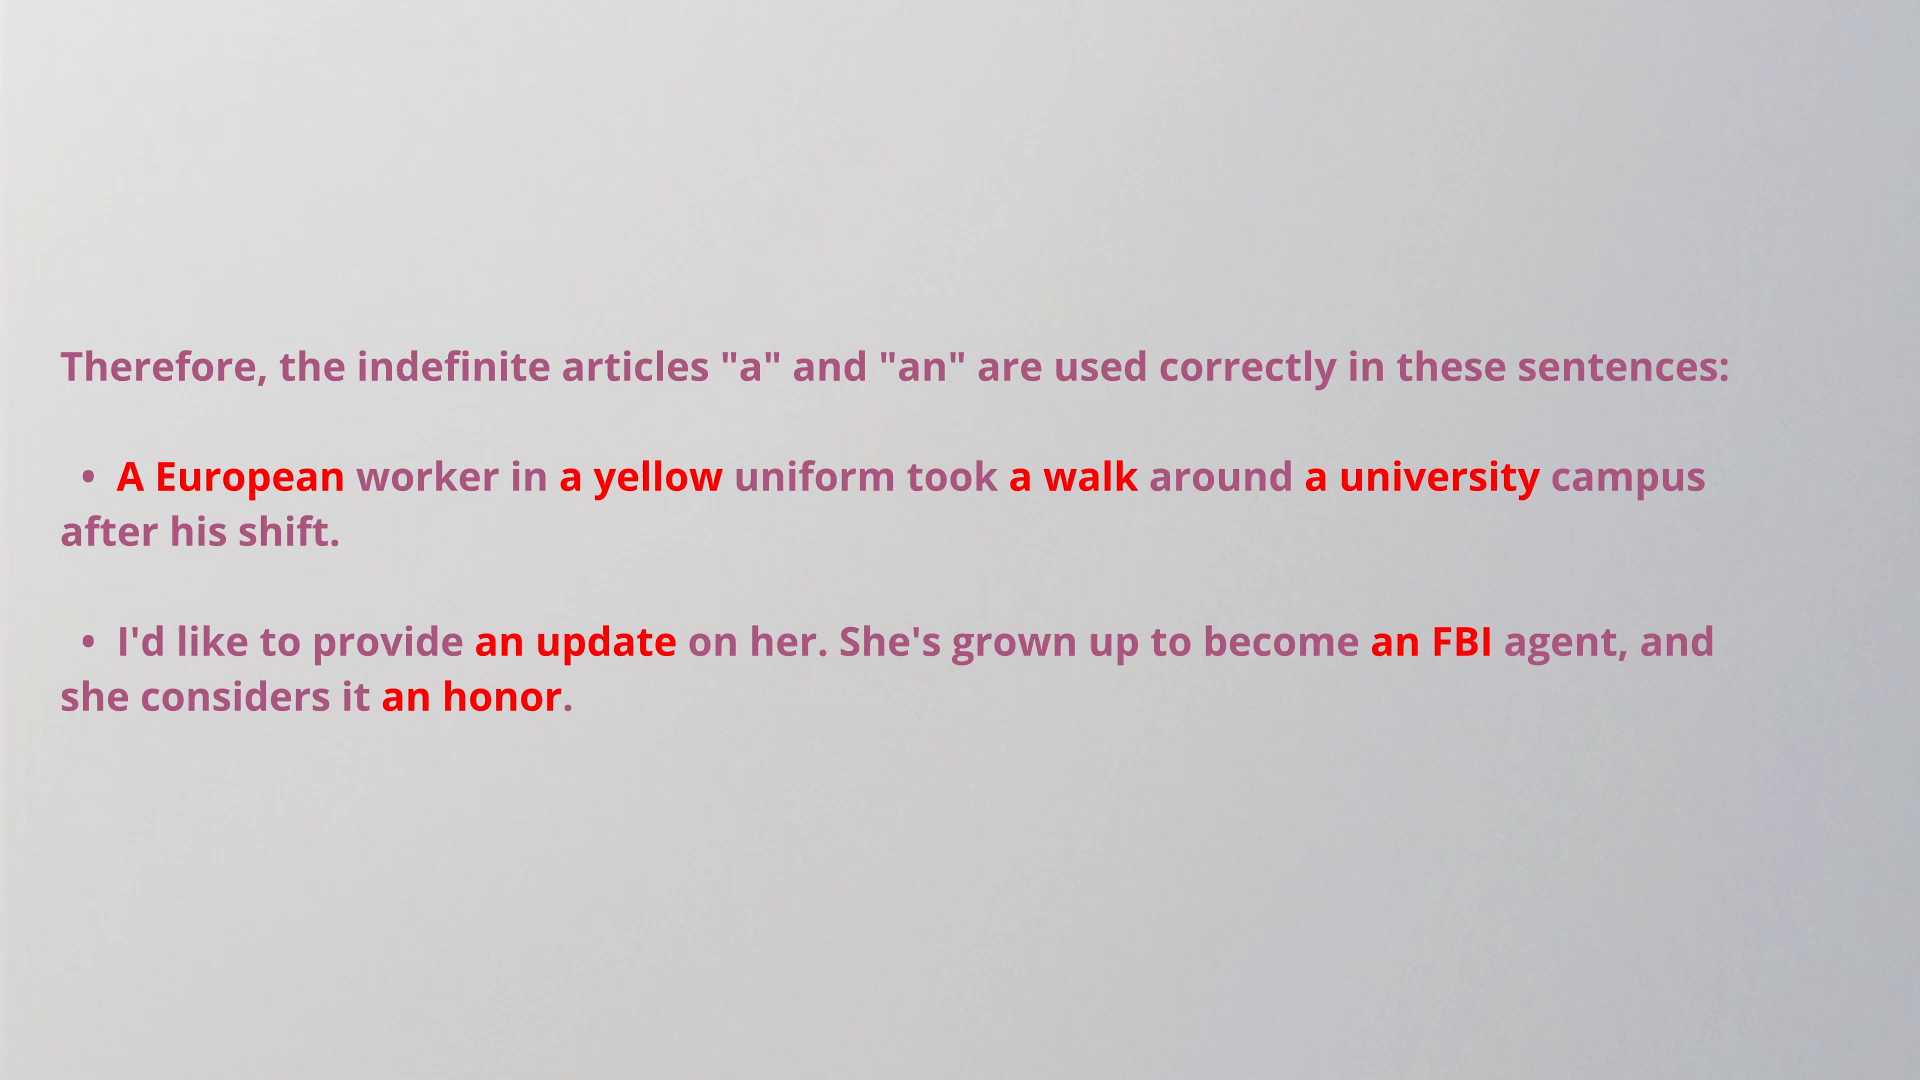 Therefore, the indefinite articles "a" and "an" are used correctly in these sentences:
• A European worker in a yellow uniform took a walk around a university campus
after his shift.
• I'd like to provide an update on her. She's grown up to become an FBI agent, and
she considers it an honor.